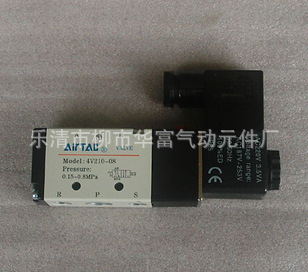 乐清市柳市华富气动元件厂
AIRTAC
VALVE
Model:4V210-08
Pressure:
0.15~0.8MPa
R P S